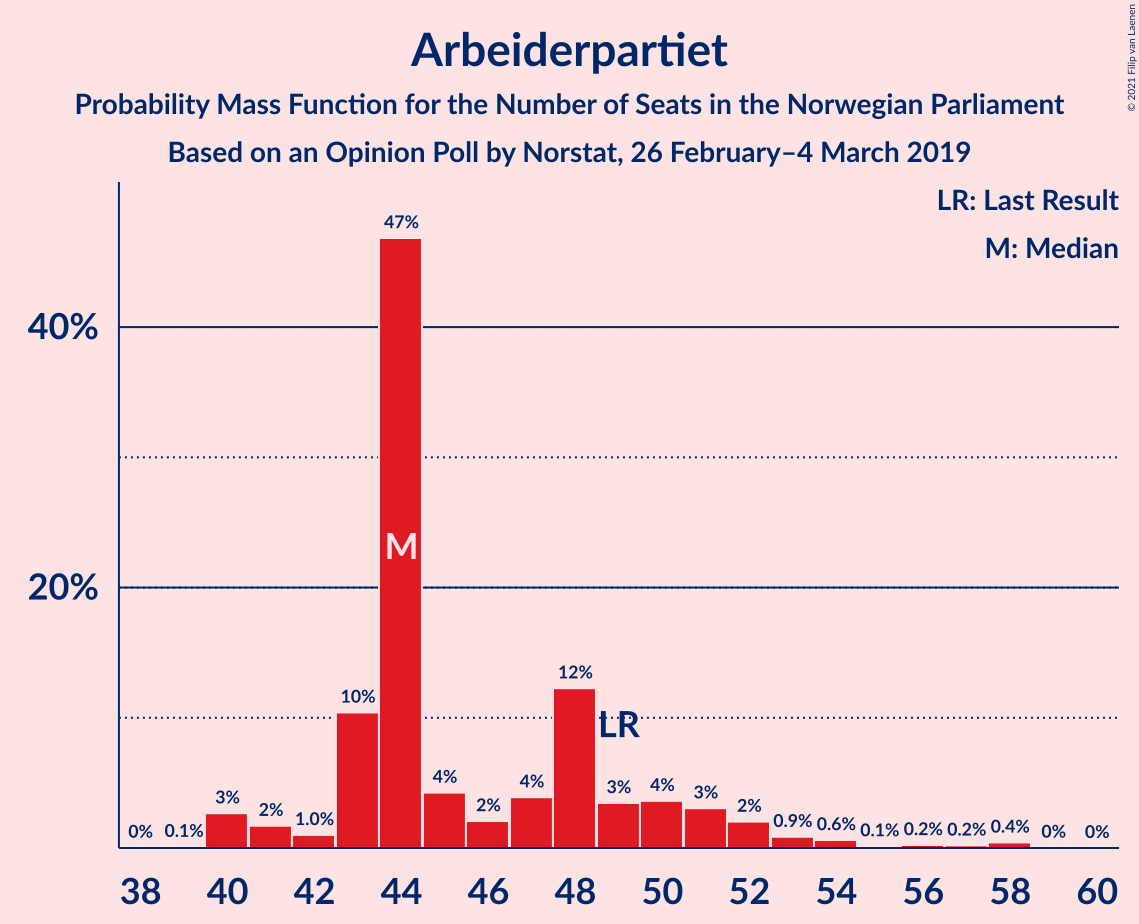 Arbeiderpartiet
Probability Mass Function for the Number of Seats in the Norwegian Parliament
Based on an Opinion Poll by Norstat, 26 February–4 March 2019
© 2021 Filip van Laenen
LR: Last Result
M: Median
40%
20%
0% 0.1% 3% 2% 1.0% 10% 47% 4% 2% 4% 12% 3% 4% 3% 2% 0.9% 0.6% 0.1% 0.2% 0.2% 0.4% 0% 0%
M
LR
38 40 42 44 46 48 50 52 54 56 58 60